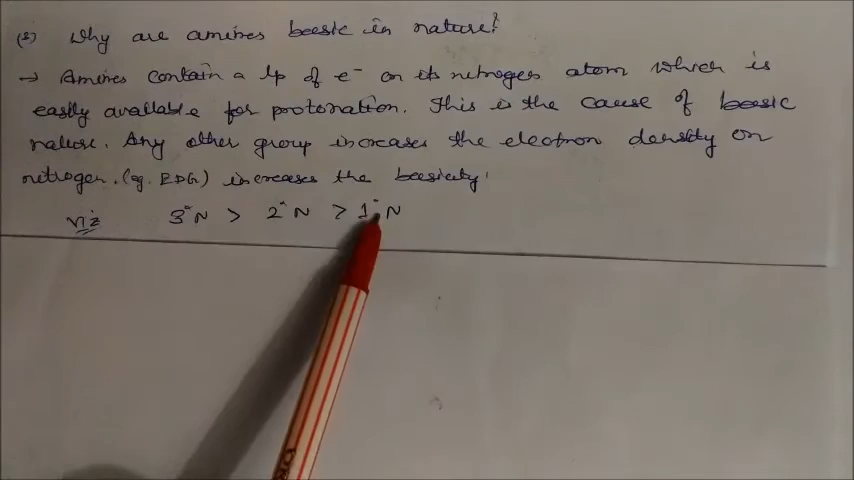 (8) Why are amines basic in nature?
→ Amines contain a lp of e⁻ on its nitrogen atom which is
easily available for protonation. This is the cause of basic
nature. Any other group increases the electron density on
nitrogen. (eg. EDG) increases the basicity.
viz 3°N > 2°N > 1°N